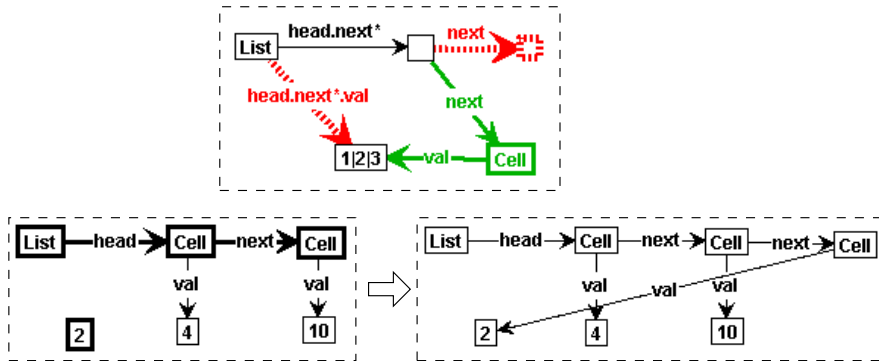 head.next*
next
List
head.next*.val
next
1|2|3
val
Cell
List
head
Cell
next
Cell
val
val
2
4
10
List
head
Cell
next
Cell
next
Cell
val
val
val
2
4
10